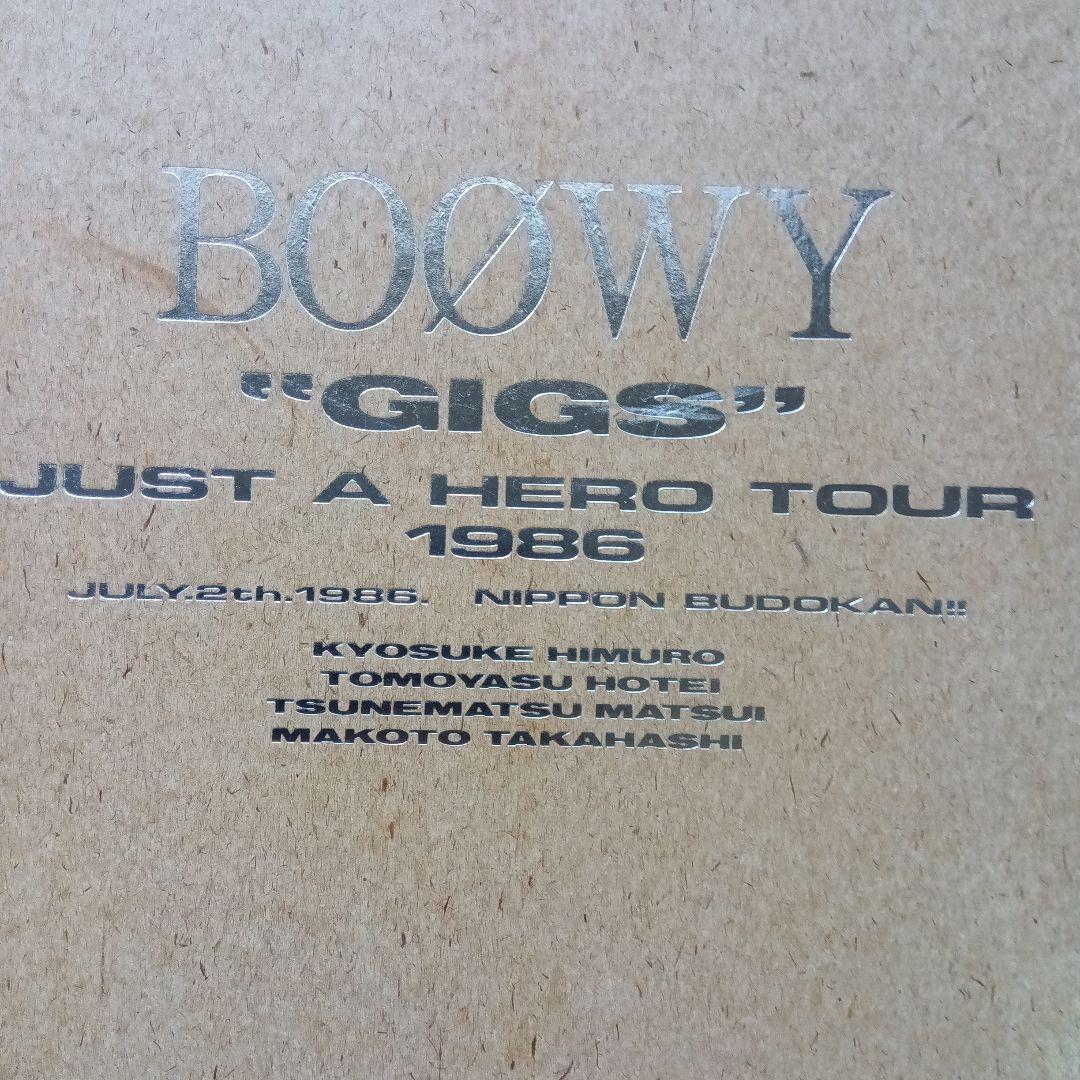 BOØWY
“GIGS”
JUST A HERO TOUR
1986
JULY.2th.1986. NIPPON BUDOKAN!!
KYOSUKE HIMURO
TOMOYASU HOTEI
TSUNEMATSU MATSUI
MAKOTO TAKAHASHI